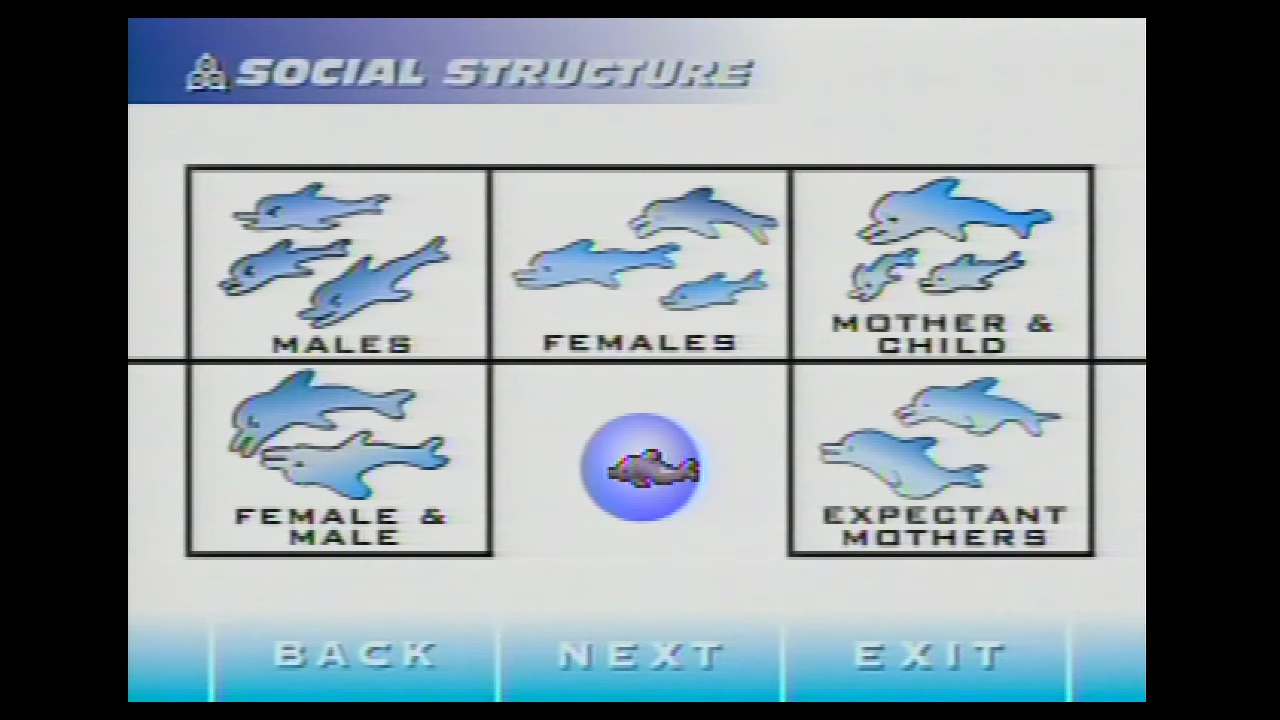 SOCIAL STRUCTURE
MALES
FEMALES
MOTHER &
CHILD
FEMALE &
MALE
EXPECTANT
MOTHERS
BACK
NEXT
EXIT